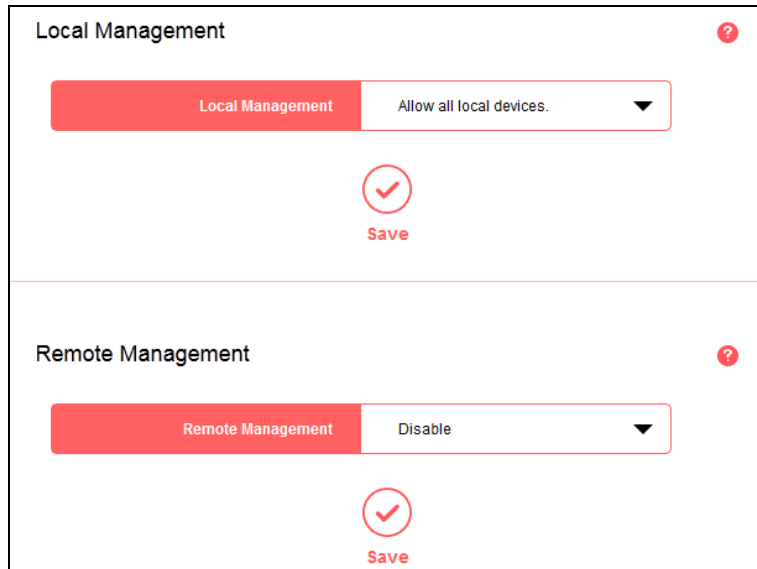 Local Management
?
Local Management Allow all local devices.
Save
Remote Management
?
Remote Management Disable
Save